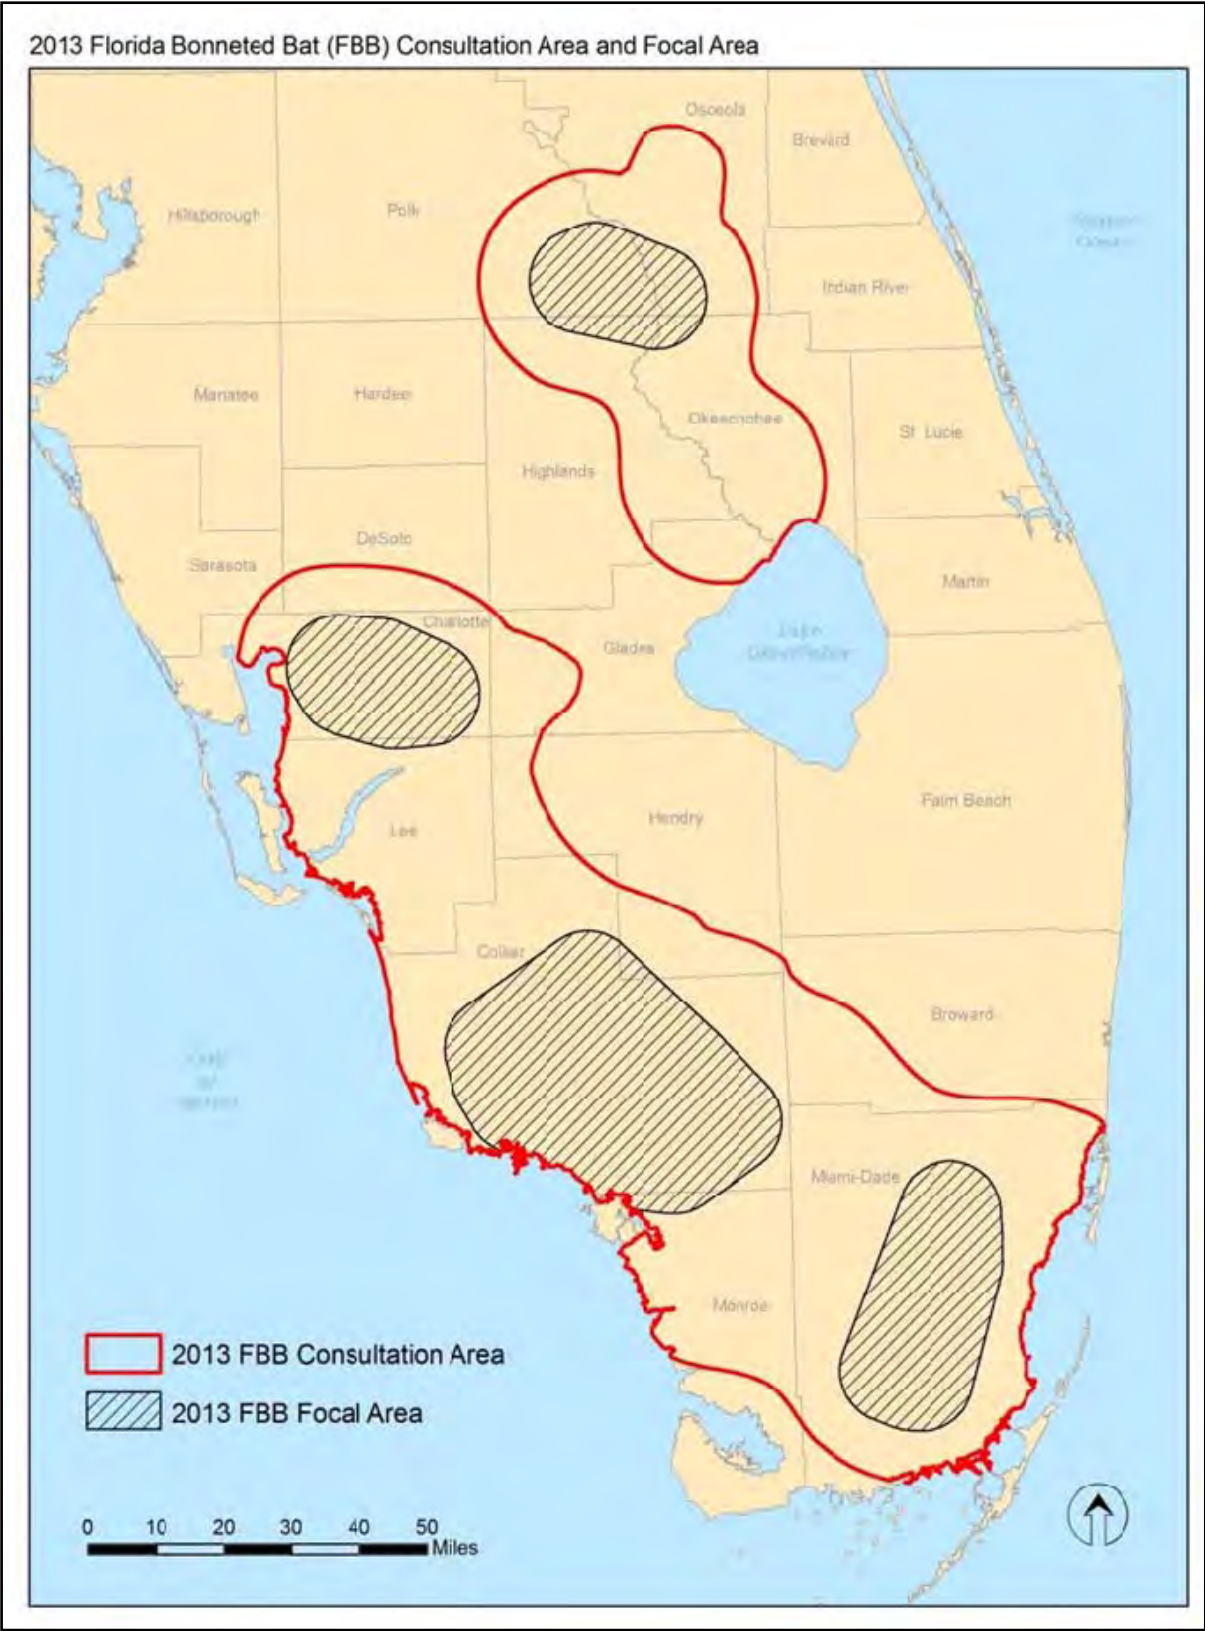 2013 Florida Bonneted Bat (FBB) Consultation Area and Focal Area
Osceola
Brevard
Hillsborough
Polk
Indian River
Manatee
Hardee
Okeechobee
St. Lucie
Highlands
DeSoto
Sarasota
Martin
Charlotte
Glades
Lake
Okeechobee
Palm Beach
Hendry
Lee
Collier
Broward
Miami-Dade
Monroe
2013 FBB Consultation Area
2013 FBB Focal Area
0 10 20 30 40 50
Miles